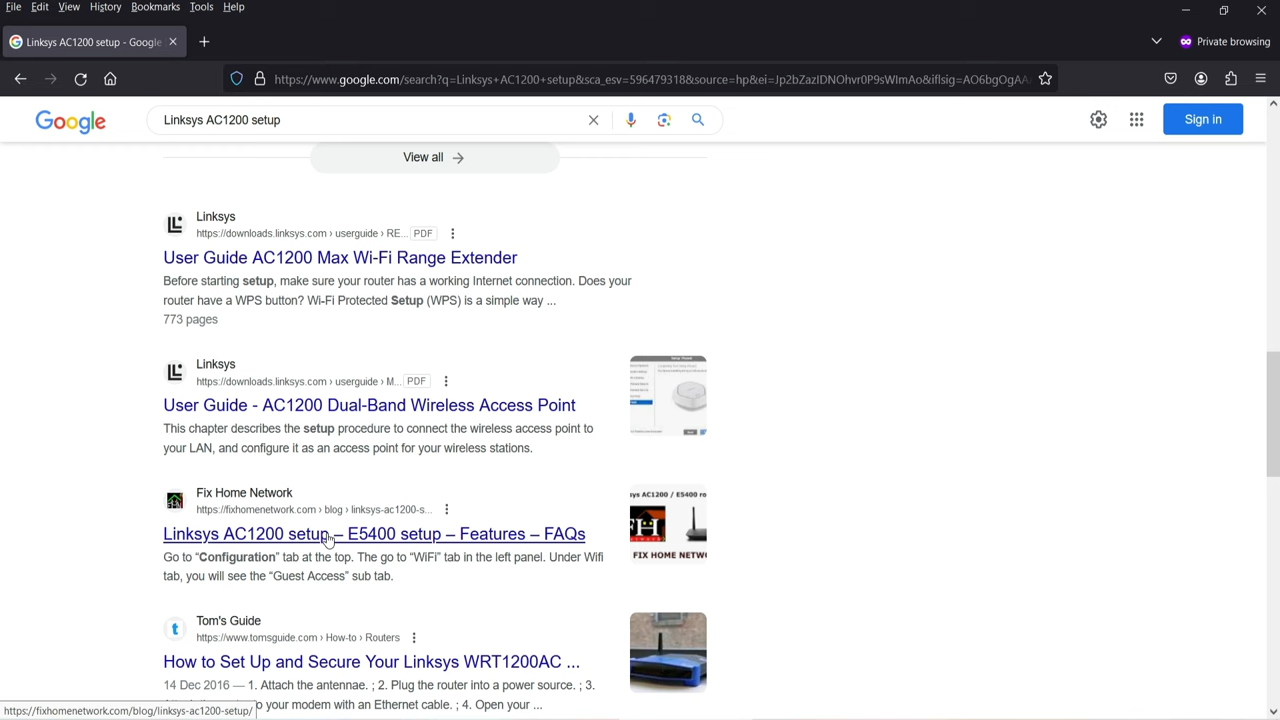 File Edit View History Bookmarks Tools Help
Linksys AC1200 setup - Google
Private browsing
https://www.google.com/search?q=Linksys+AC1200+setup&sca_esv=596479318&source=hp&ei=Jp2bZazIDNOhvr0P9sWlmAo&iflsig=AO6bgOgAA
Google
Linksys AC1200 setup
Sign in
View all
Linksys
https://downloads.linksys.com › userguide › RE... PDF
User Guide AC1200 Max Wi-Fi Range Extender
Before starting setup, make sure your router has a working Internet connection. Does your
router have a WPS button? Wi-Fi Protected Setup (WPS) is a simple way ...
773 pages
Linksys
https://downloads.linksys.com › userguide › M... PDF
User Guide - AC1200 Dual-Band Wireless Access Point
This chapter describes the setup procedure to connect the wireless access point to
your LAN, and configure it as an access point for your wireless stations.
Fix Home Network
https://fixhomenetwork.com › blog › linksys-ac1200-s...
Linksys AC1200 setup – E5400 setup – Features – FAQs
Go to “Configuration” tab at the top. The go to “WiFi” tab in the left panel. Under Wifi
tab, you will see the “Guest Access” sub tab.
ys AC1200 / E5400 ro
FH
FIX HOME NETW
Tom's Guide
https://www.tomsguide.com › How-to › Routers
How to Set Up and Secure Your Linksys WRT1200AC ...
14 Dec 2016 — 1. Attach the antennae. ; 2. Plug the router into a power source. ; 3.
o your modem with an Ethernet cable. ; 4. Open your ...
https://fixhomenetwork.com/blog/linksys-ac1200-setup/